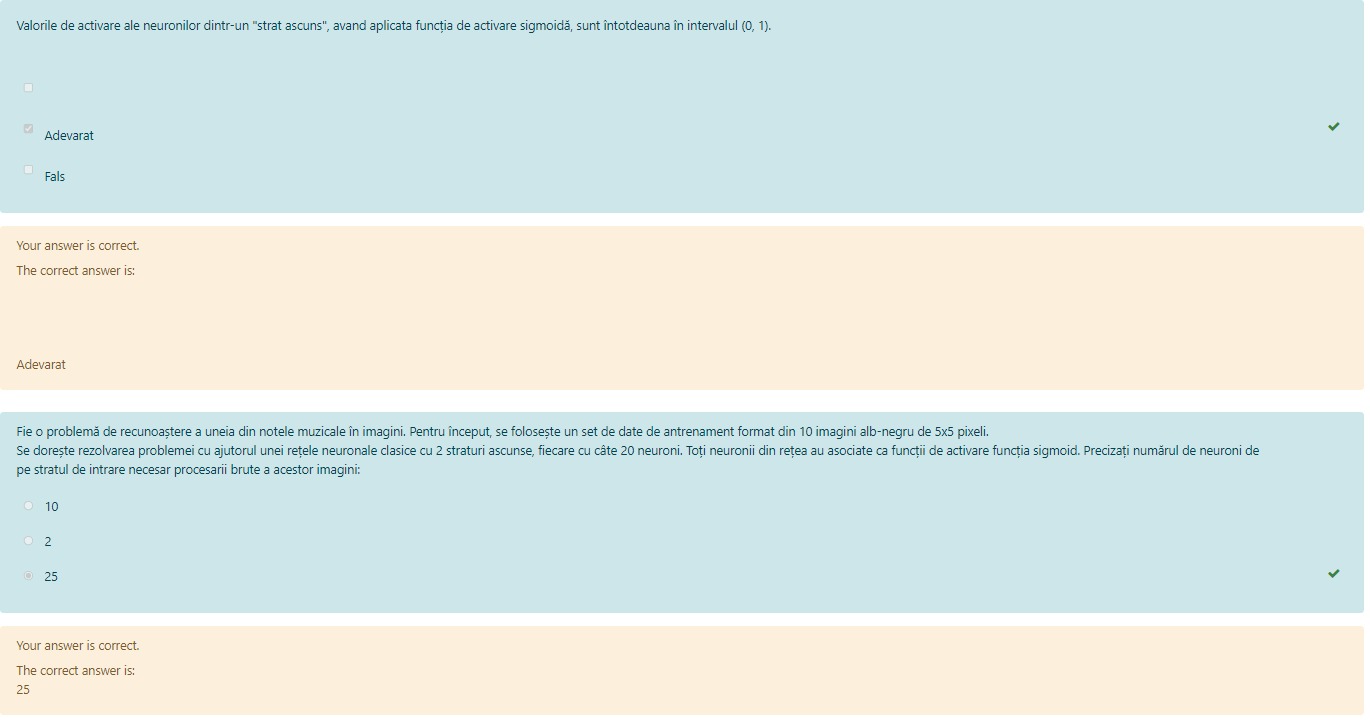 Valorile de activare ale neuronilor dintr-un "strat ascuns", avand aplicata funcția de activare sigmoidă, sunt întotdeauna în intervalul (0, 1).
Adevarat
Fals
Your answer is correct.
The correct answer is:
Adevarat
Fie o problemă de recunoaștere a uneia din notele muzicale în imagini. Pentru început, se folosește un set de date de antrenament format din 10 imagini alb-negru de 5x5 pixeli.
Se dorește rezolvarea problemei cu ajutorul unei rețele neuronale clasice cu 2 straturi ascunse, fiecare cu câte 20 neuroni. Toți neuronii din rețea au asociate ca funcții de activare funcția sigmoid. Precizați numărul de neuroni de
pe stratul de intrare necesar procesarii brute a acestor imagini:
10
2
25
Your answer is correct.
The correct answer is:
25